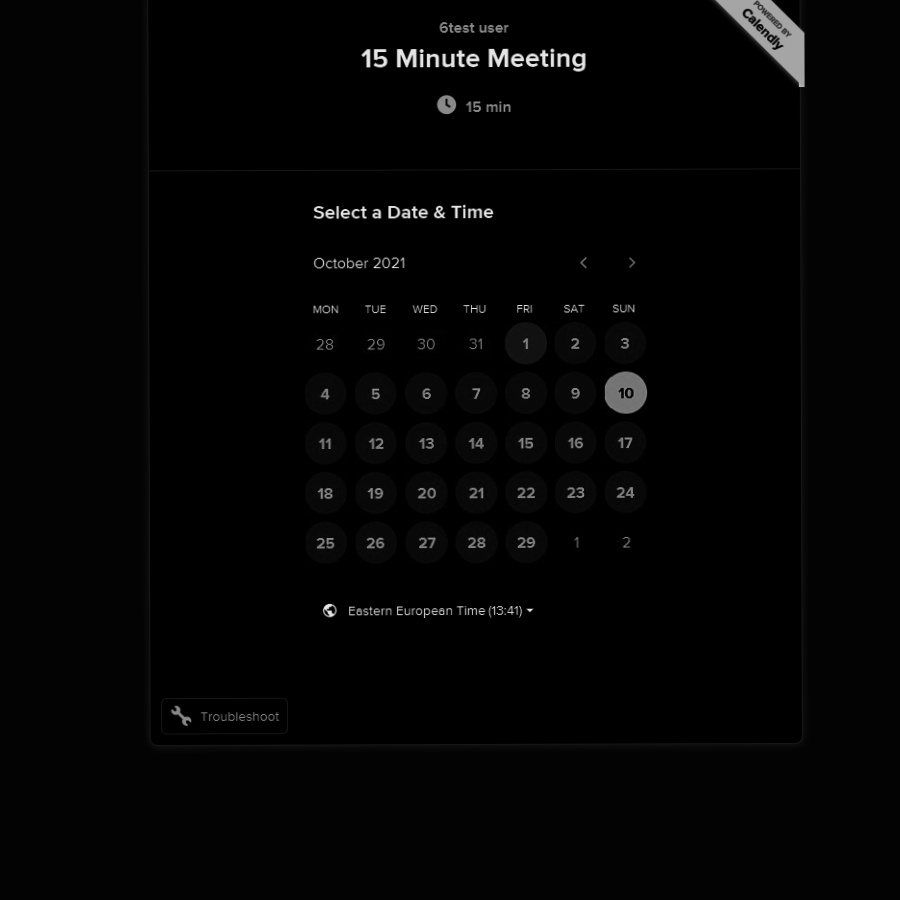 POWERED BY
Calendly
6test user
15 Minute Meeting
15 min
Select a Date & Time
October 2021
MON TUE WED THU FRI SAT SUN
28 29 30 31 1 2 3
4 5 6 7 8 9 10
11 12 13 14 15 16 17
18 19 20 21 22 23 24
25 26 27 28 29 1 2
Eastern European Time (13:41)
Troubleshoot